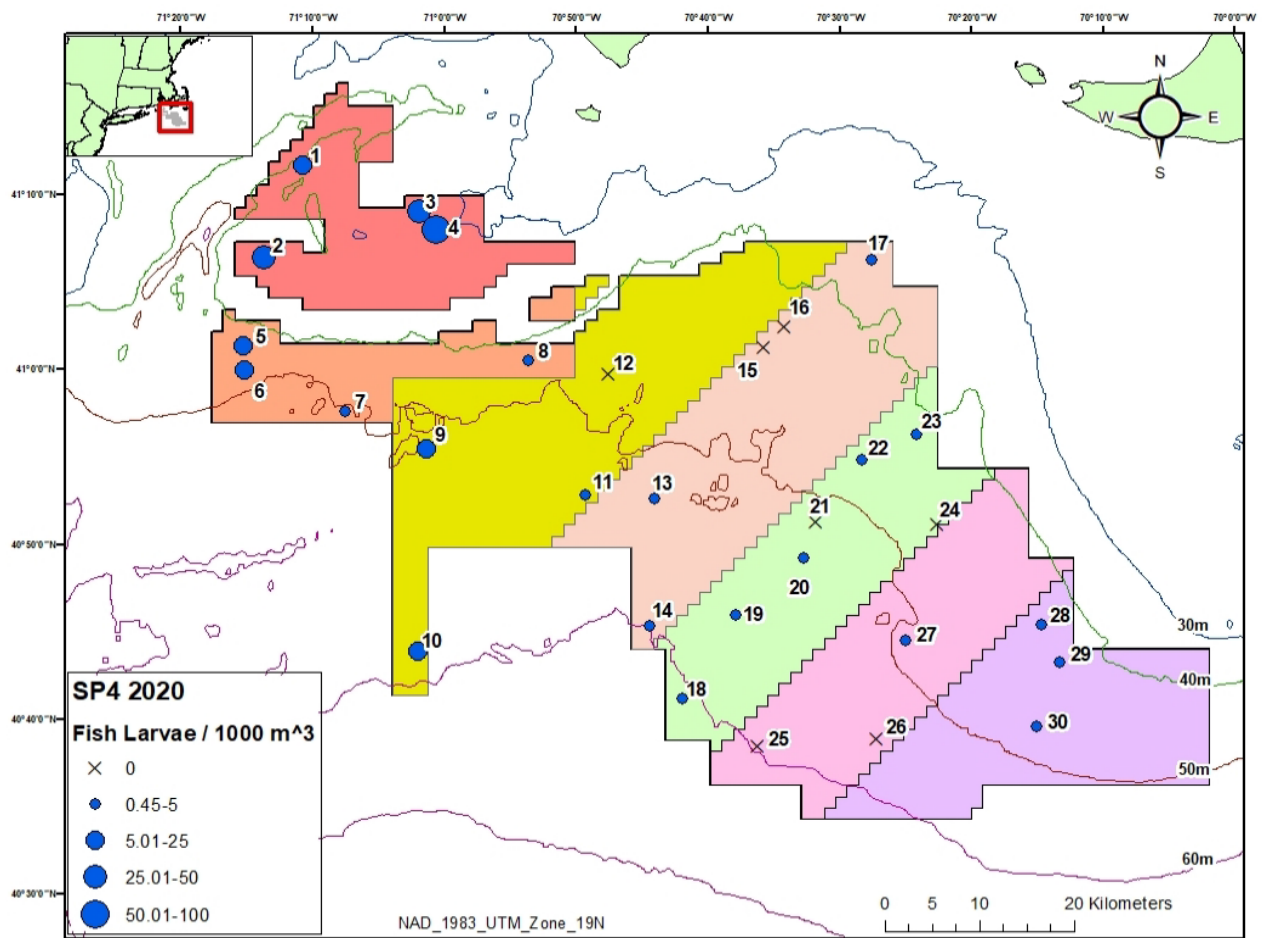 71°20'0"W 71°10'0"W 71°0'0"W 70°50'0"W 70°40'0"W 70°30'0"W 70°20'0"W 70°10'0"W 70°0'0"W
N
W E
S
1
41°10'0"N
3
4
2
17
16
5
15
8
12
41°0'0"N
6
7
9
23
22
11
13
21
24
40°50'0"N
20
14
19
28
30m
10
27
29
40m
18
SP4 2020
30
40°40'0"N
Fish Larvae / 1000 m^3
25
26
0
50m
0.45-5
5.01-25
60m
25.01-50
40°30'0"N
0 5 10 20 Kilometers
50.01-100
NAD_1983_UTM_Zone_19N